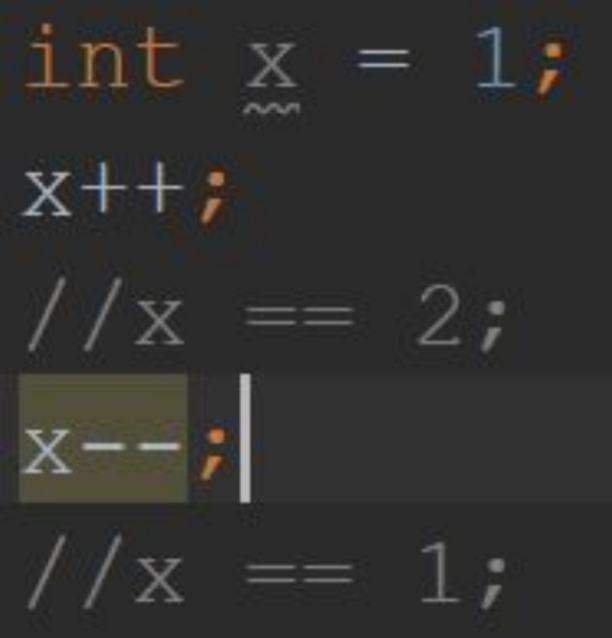 int x = 1;
x++;
//x == 2;
x--;
//x == 1;